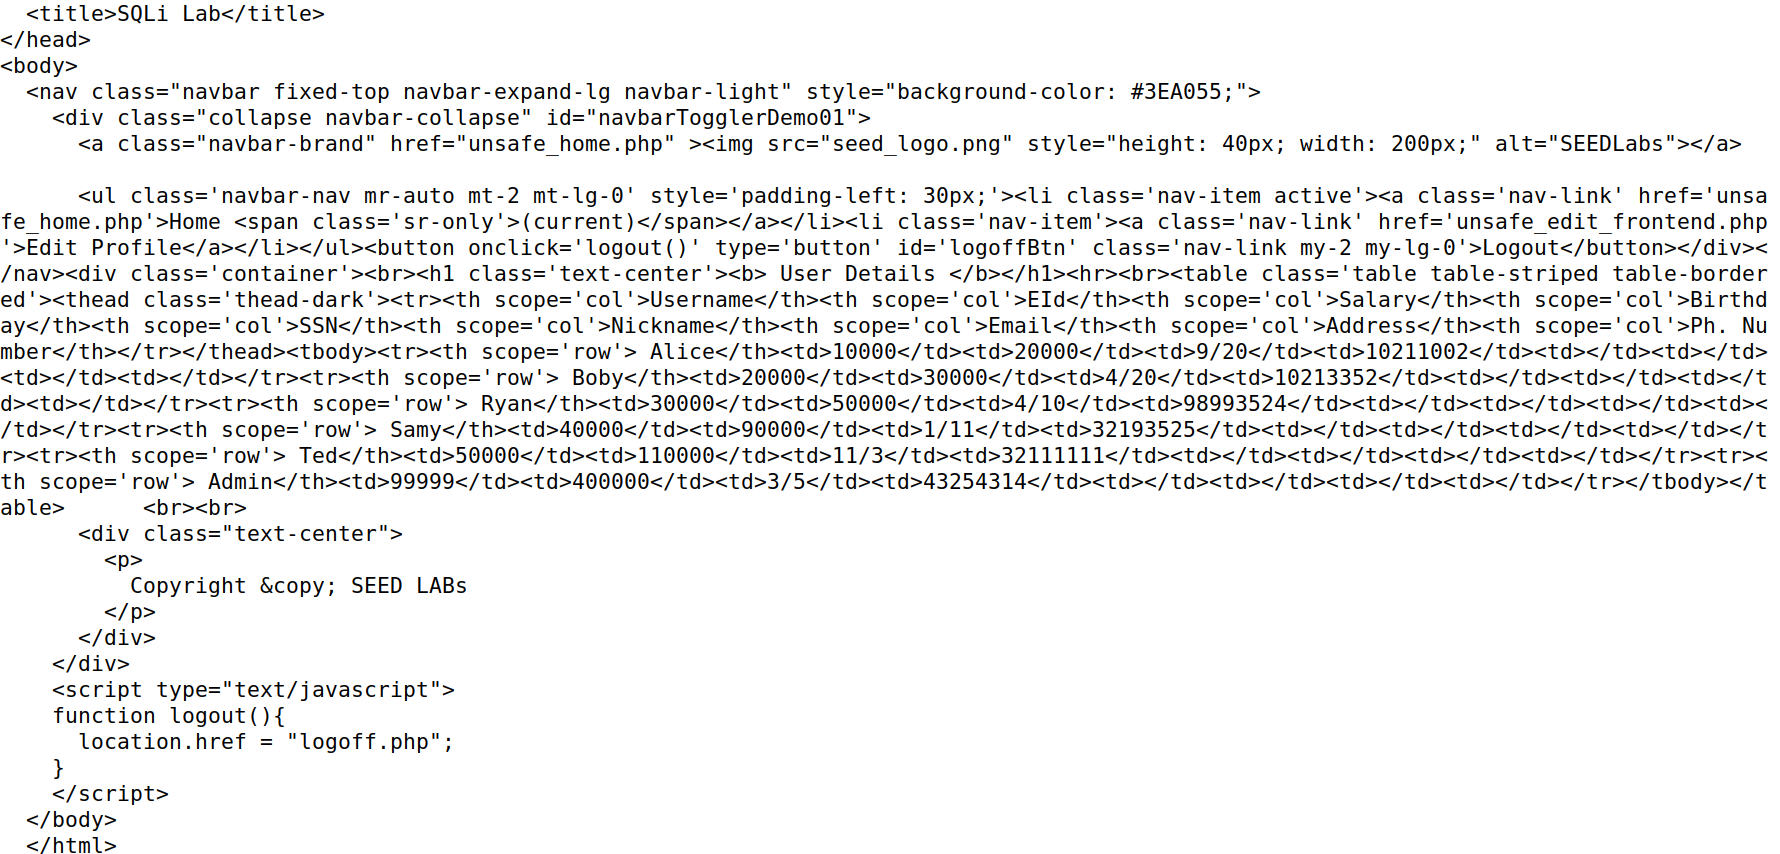 <title>SQLi Lab</title>
</head>
<body>
  <nav class="navbar fixed-top navbar-expand-lg navbar-light" style="background-color: #3EA055;">
    <div class="collapse navbar-collapse" id="navbarTogglerDemo01">
      <a class="navbar-brand" href="unsafe_home.php" ><img src="seed_logo.png" style="height: 40px; width: 200px;" alt="SEEDLabs"></a>

      <ul class='navbar-nav mr-auto mt-2 mt-lg-0' style='padding-left: 30px;'><li class='nav-item active'><a class='nav-link' href='unsa
fe_home.php'>Home <span class='sr-only'>(current)</span></a></li><li class='nav-item'><a class='nav-link' href='unsafe_edit_frontend.php
'>Edit Profile</a></li></ul><button onclick='logout()' type='button' id='logoffBtn' class='nav-link my-2 my-lg-0'>Logout</button></div><
/nav><div class='container'><br><h1 class='text-center'><b> User Details </b></h1><hr><br><table class='table table-striped table-border
ed'><thead class='thead-dark'><tr><th scope='col'>Username</th><th scope='col'>EId</th><th scope='col'>Salary</th><th scope='col'>Birthd
ay</th><th scope='col'>SSN</th><th scope='col'>Nickname</th><th scope='col'>Email</th><th scope='col'>Address</th><th scope='col'>Ph. Nu
mber</th></tr></thead><tbody><tr><th scope='row'> Alice</th><td>10000</td><td>20000</td><td>9/20</td><td>10211002</td><td></td><td></td>
<td></td><td></td></tr><tr><th scope='row'> Boby</th><td>20000</td><td>30000</td><td>4/20</td><td>10213352</td><td></td><td></td><td></t
d><td></td></tr><tr><th scope='row'> Ryan</th><td>30000</td><td>50000</td><td>4/10</td><td>98993524</td><td></td><td></td><td></td><td><
/td></tr><tr><th scope='row'> Samy</th><td>40000</td><td>90000</td><td>1/11</td><td>32193525</td><td></td><td></td><td></td><td></td></t
r><tr><th scope='row'> Ted</th><td>50000</td><td>110000</td><td>11/3</td><td>32111111</td><td></td><td></td><td></td><td></td></tr><tr><
th scope='row'> Admin</th><td>99999</td><td>400000</td><td>3/5</td><td>43254314</td><td></td><td></td><td></td><td></td></tr></tbody></t
able>      <br><br>
      <div class="text-center">
        <p>
          Copyright &copy; SEED LABs
        </p>
      </div>
    </div>
    <script type="text/javascript">
    function logout(){
      location.href = "logoff.php";
    }
    </script>
  </body>
  </html>